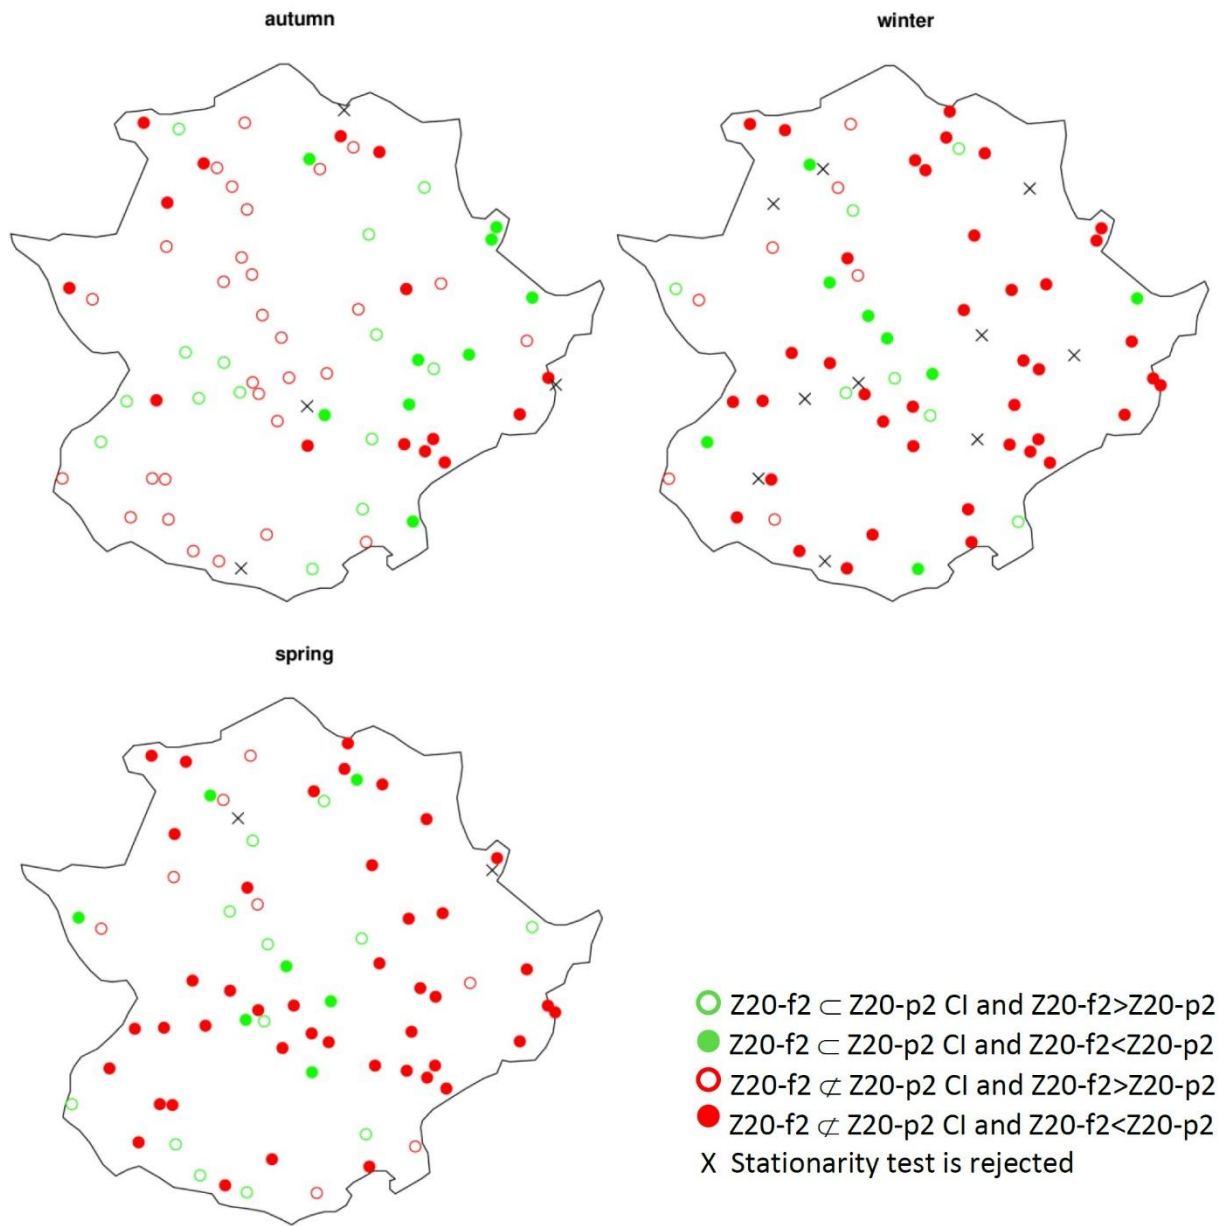 autumn
winter
spring
Z20-f2 ⊂ Z20-p2 CI and Z20-f2>Z20-p2
Z20-f2 ⊂ Z20-p2 CI and Z20-f2<Z20-p2
Z20-f2 ⊄ Z20-p2 CI and Z20-f2>Z20-p2
Z20-f2 ⊄ Z20-p2 CI and Z20-f2<Z20-p2
X Stationarity test is rejected